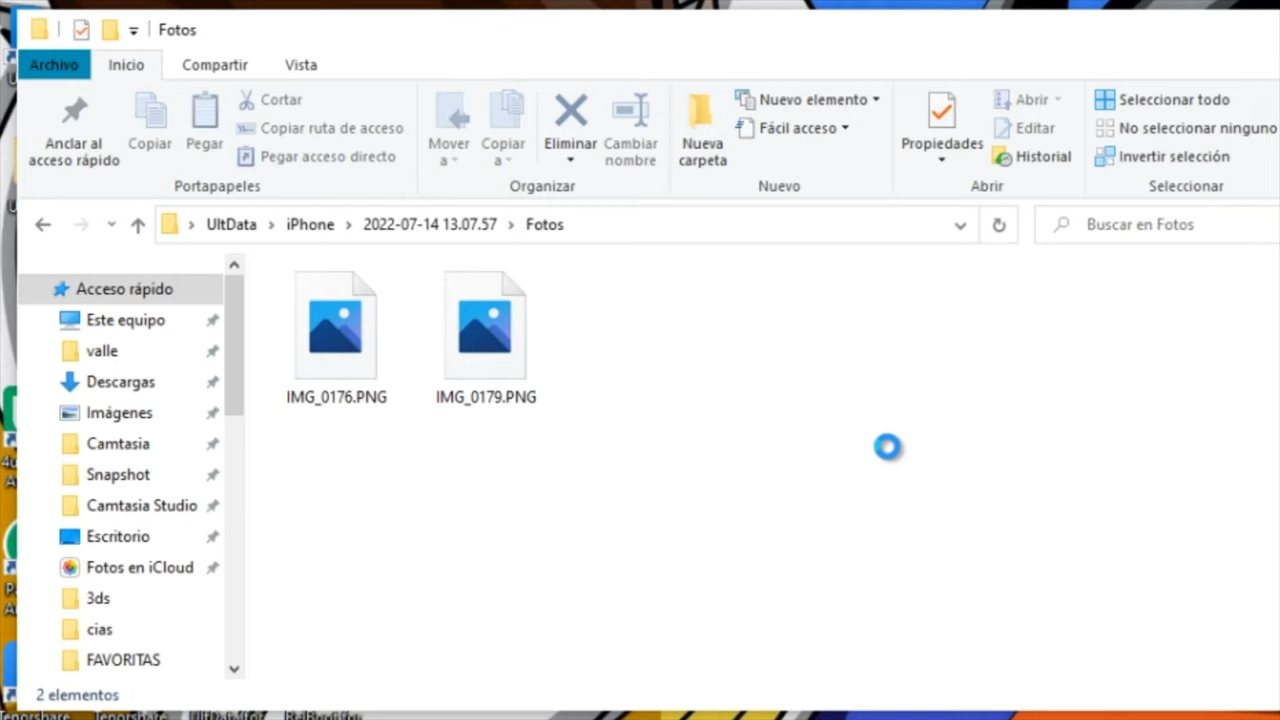 Fotos
Archivo Inicio Compartir Vista
Anclar al acceso rápido
Copiar
Pegar
Cortar
Copiar ruta de acceso
Pegar acceso directo
Portapapeles
Mover a
Copiar a
Eliminar
Cambiar nombre
Organizar
Nueva carpeta
Nuevo elemento
Fácil acceso
Nuevo
Propiedades
Abrir
Editar
Historial
Abrir
Seleccionar todo
No seleccionar ninguno
Invertir selección
Seleccionar
UltData > iPhone > 2022-07-14 13.07.57 > Fotos
Buscar en Fotos
Acceso rápido
Este equipo
valle
Descargas
Imágenes
Camtasia
Snapshot
Camtasia Studio
Escritorio
Fotos en iCloud
3ds
cias
FAVORITAS
IMG_0176.PNG
IMG_0179.PNG
2 elementos